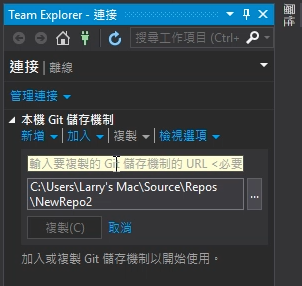 Team Explorer - 連接
搜尋工作項目 (Ctrl+
連接 | 離線
管理連接
本機 Git 儲存機制
新增 | 加入 | 複製 | 檢視選項
輸入要複製的 Git 儲存機制的 URL <必要
C:\Users\Larry's Mac\Source\Repos
\NewRepo2
...
複製(C) 取消
加入或複製 Git 儲存機制以開始使用。